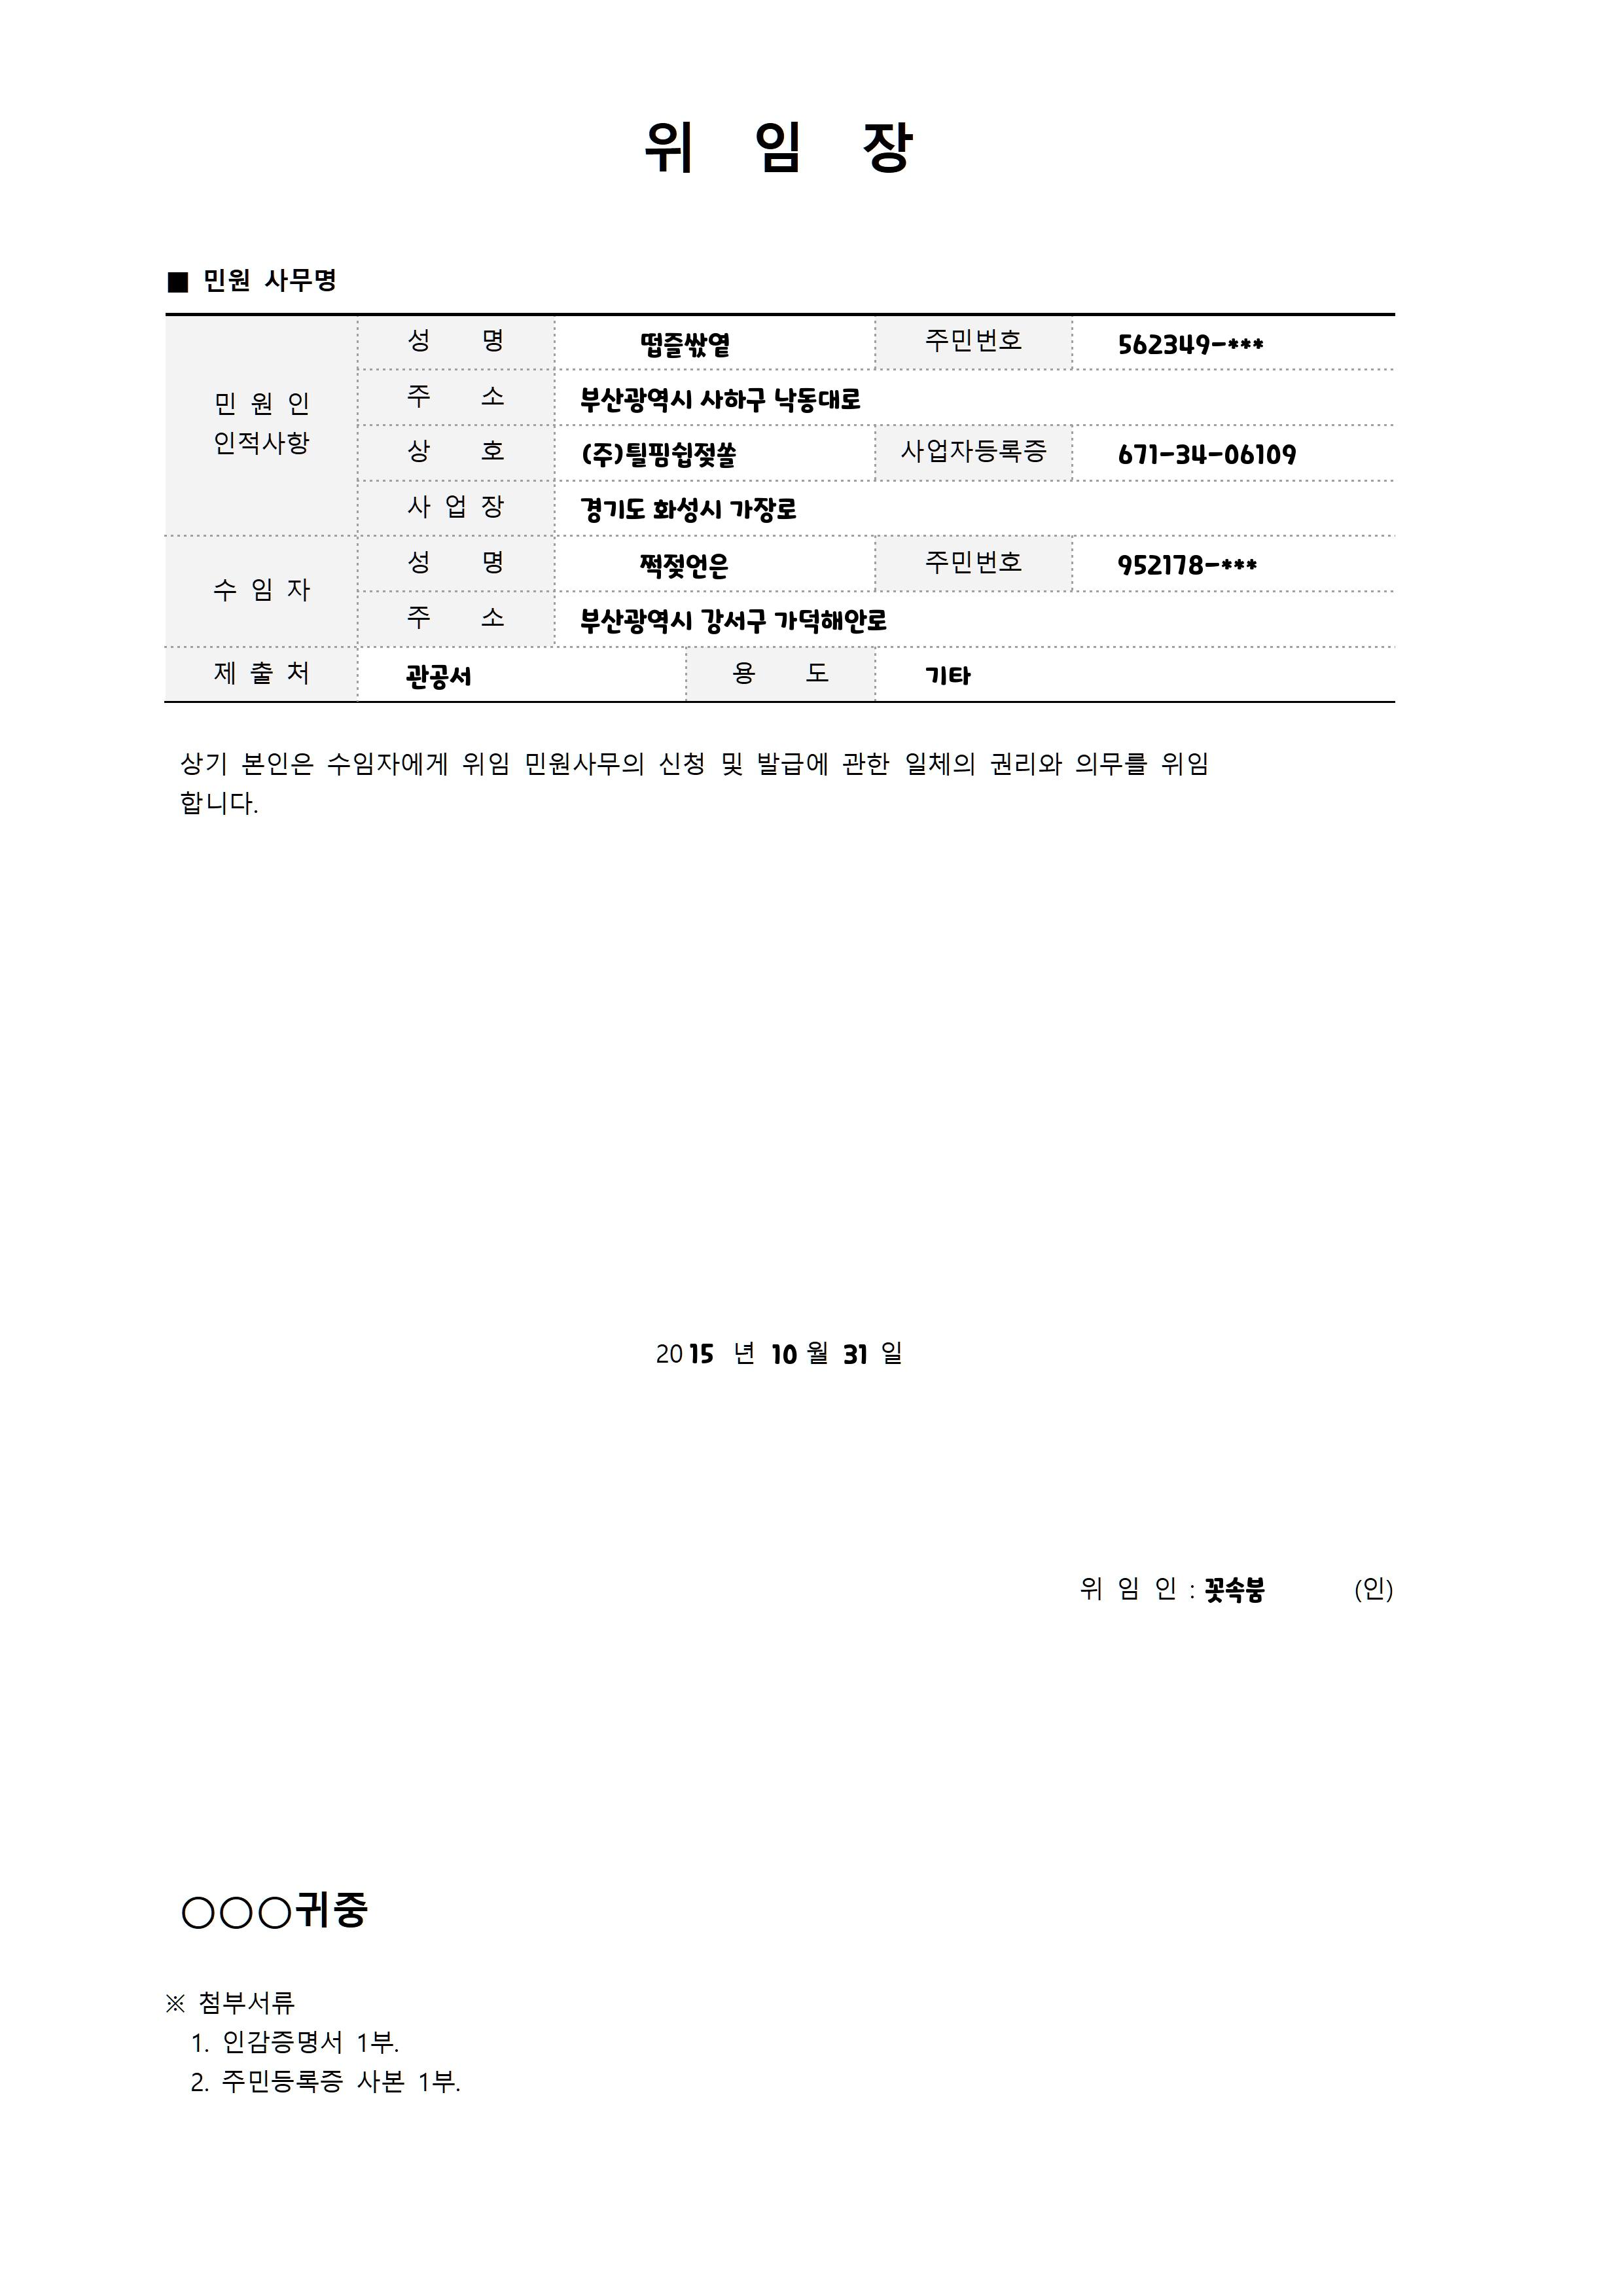 위 임 장
■ 민원 사무명
성 명 떱즐싻옅 주민번호 562349-***
민 원 인
인적사항
주 소 부산광역시 사하구 낙동대로
상 호 (주)튈핌쉽젖쏠 사업자등록증 671-34-06109
사 업 장 경기도 화성시 가장로
수 임 자
성 명 쩍젖언은 주민번호 952178-***
주 소 부산광역시 강서구 가덕해안로
제 출 처 관공서 용 도 기타
상기 본인은 수임자에게 위임 민원사무의 신청 및 발급에 관한 일체의 권리와 의무를 위임
합니다.
2015 년 10 월 31 일
위 임 인 : 꼿속붐 (인)
○○○귀중
※ 첨부서류
1. 인감증명서 1부.
2. 주민등록증 사본 1부.